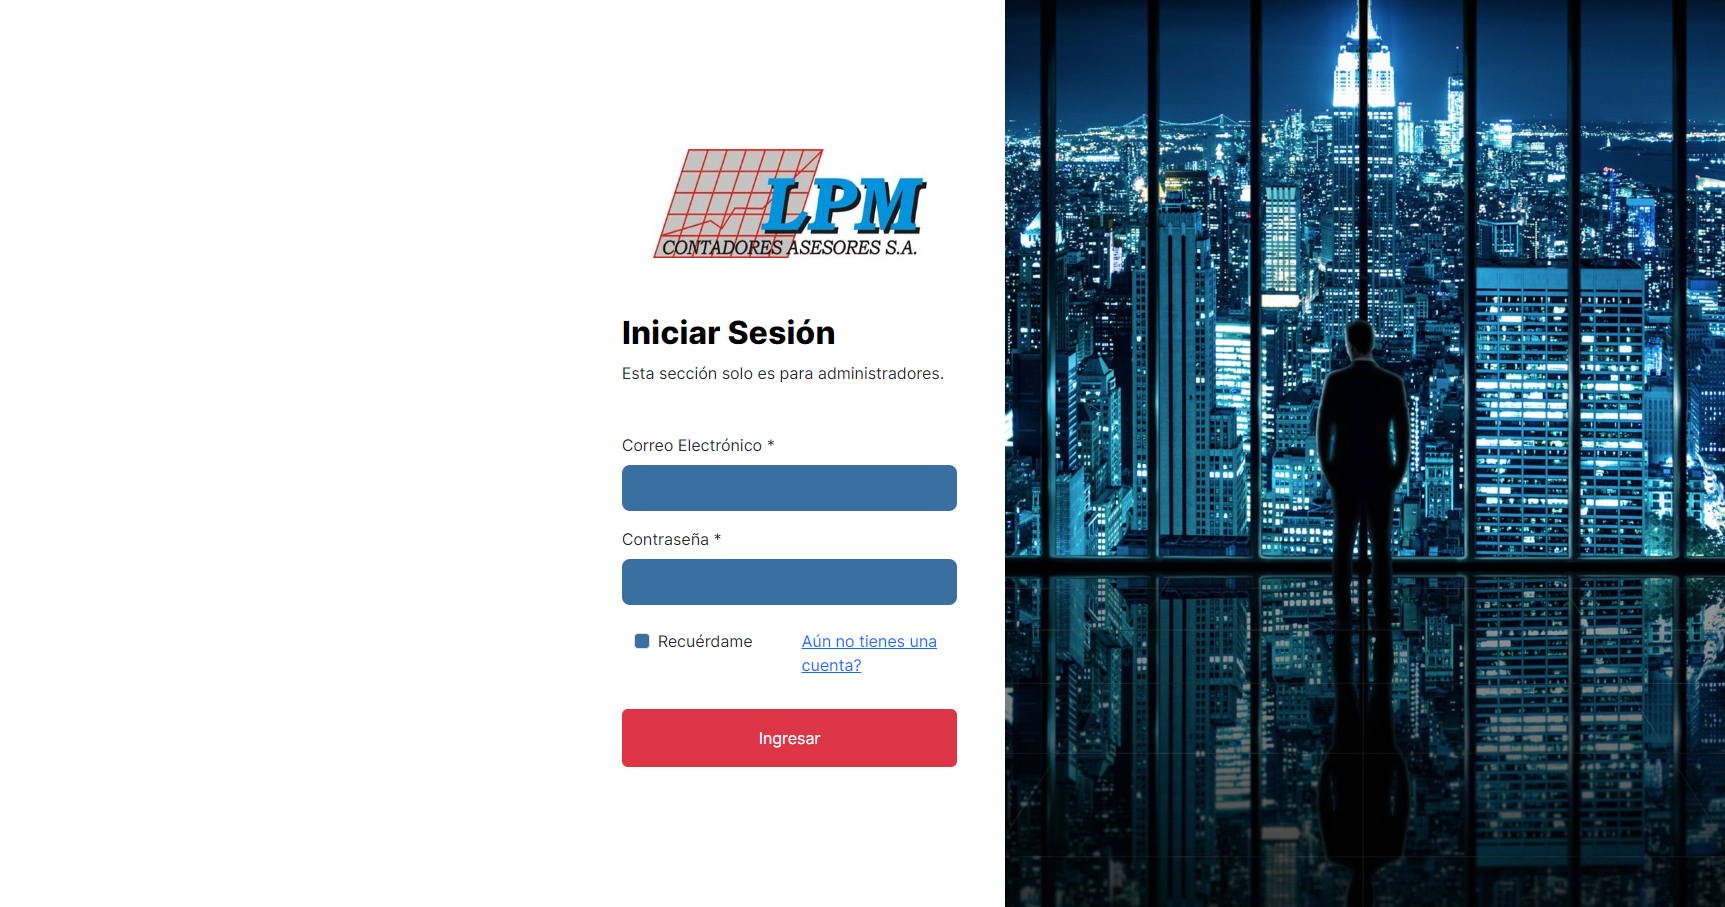 LPM
CONTADORES ASESORES S.A.
Iniciar Sesión
Esta sección solo es para administradores.
Correo Electrónico *
Contraseña *
Recuérdame
Aún no tienes una
cuenta?
Ingresar